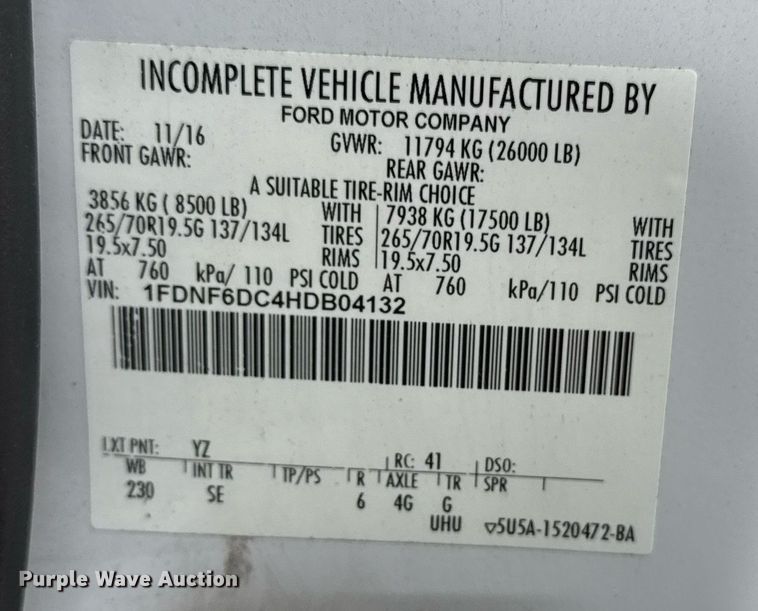 INCOMPLETE VEHICLE MANUFACTURED BY
FORD MOTOR COMPANY
DATE: 11/16 GVWR: 11794 KG (26000 LB)
FRONT GAWR: REAR GAWR:
A SUITABLE TIRE-RIM CHOICE
3856 KG ( 8500 LB) WITH 7938 KG (17500 LB) WITH
265/70R19.5G 137/134L TIRES 265/70R19.5G 137/134L TIRES
19.5x7.50 RIMS 19.5x7.50 RIMS
AT 760 kPa/ 110 PSI COLD AT 760 kPa/110 PSI COLD
VIN: 1FDNF6DC4HDB04132
EXT PNT: YZ RC: 41 DSO:
WB INT TR TP/PS R AXLE TR SPR
230 SE 6 4G G
UHU ▽5U5A-1520472-BA
Purple Wave Auction